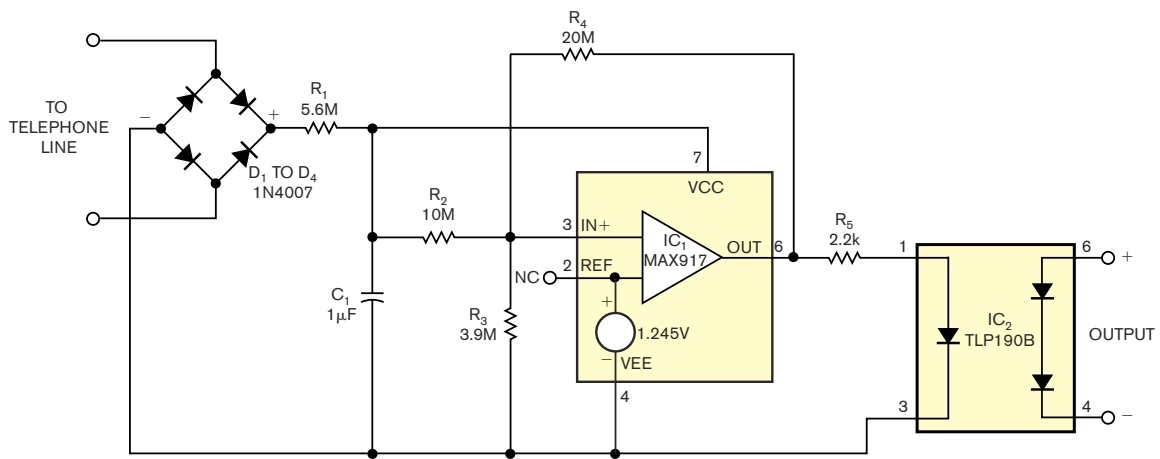 R4
20M
TO
TELEPHONE
LINE
−
+
R1
5.6M
D1 TO D4
1N4007
7
VCC
R2
10M
3
IN+
IC1
MAX917
OUT
6
R5
2.2k
1
6
+
NC
2
REF
C1
1µF
R3
3.9M
+
1.245V
−
VEE
4
IC2
TLP190B
OUTPUT
3
4
−